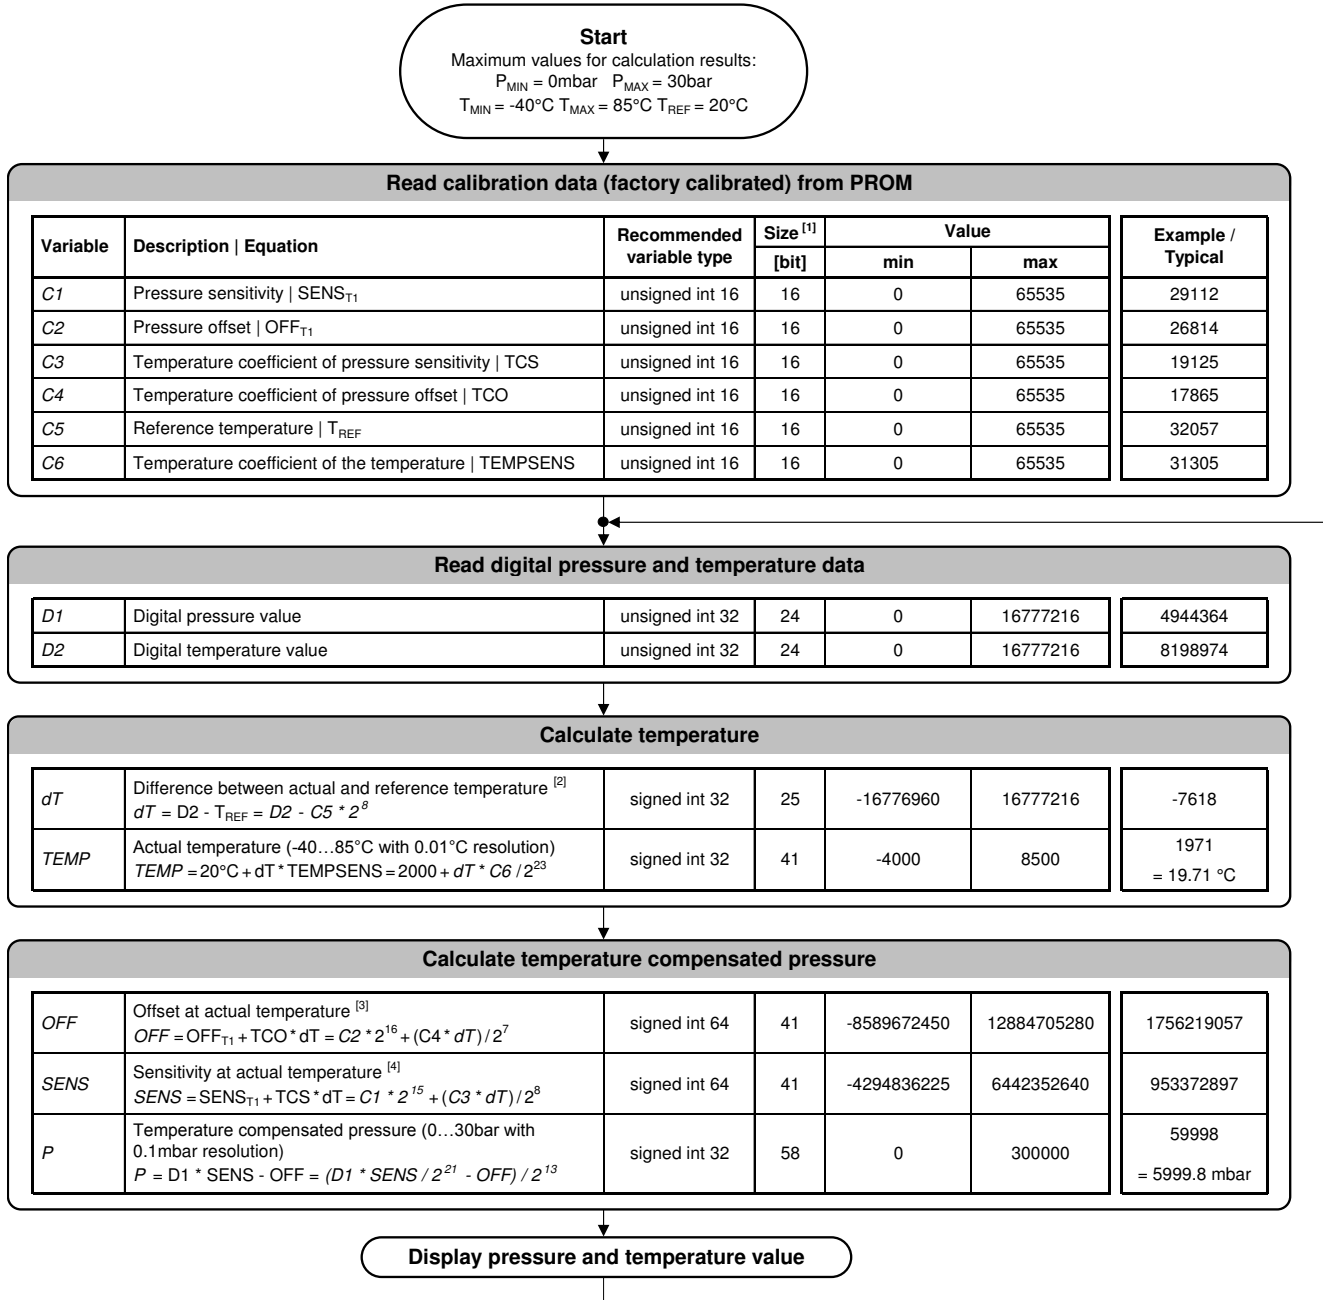 Start
Maximum values for calculation results:
P_MIN = 0mbar P_MAX = 30bar
T_MIN = -40°C T_MAX = 85°C T_REF = 20°C
Read calibration data (factory calibrated) from PROM
Variable | Description | Equation | Recommended variable type | Size [1] [bit] | Value min | max | Example / Typical
C1 | Pressure sensitivity | SENS_T1 | unsigned int 16 | 16 | 0 | 65535 | 29112
C2 | Pressure offset | OFF_T1 | unsigned int 16 | 16 | 0 | 65535 | 26814
C3 | Temperature coefficient of pressure sensitivity | TCS | unsigned int 16 | 16 | 0 | 65535 | 19125
C4 | Temperature coefficient of pressure offset | TCO | unsigned int 16 | 16 | 0 | 65535 | 17865
C5 | Reference temperature | T_REF | unsigned int 16 | 16 | 0 | 65535 | 32057
C6 | Temperature coefficient of the temperature | TEMPSENS | unsigned int 16 | 16 | 0 | 65535 | 31305
Read digital pressure and temperature data
D1 | Digital pressure value | unsigned int 32 | 24 | 0 | 16777216 | 4944364
D2 | Digital temperature value | unsigned int 32 | 24 | 0 | 16777216 | 8198974
Calculate temperature
dT | Difference between actual and reference temperature [2]
dT = D2 - T_REF = D2 - C5 * 2^8 | signed int 32 | 25 | -16776960 | 16777216 | -7618
TEMP | Actual temperature (-40…85°C with 0.01°C resolution)
TEMP = 20°C + dT * TEMPSENS = 2000 + dT * C6 / 2^23 | signed int 32 | 41 | -4000 | 8500 | 1971
= 19.71 °C
Calculate temperature compensated pressure
OFF | Offset at actual temperature [3]
OFF = OFF_T1 + TCO * dT = C2 * 2^16 + (C4 * dT) / 2^7 | signed int 64 | 41 | -8589672450 | 12884705280 | 1756219057
SENS | Sensitivity at actual temperature [4]
SENS = SENS_T1 + TCS * dT = C1 * 2^15 + (C3 * dT) / 2^8 | signed int 64 | 41 | -4294836225 | 6442352640 | 953372897
P | Temperature compensated pressure (0…30bar with
0.1mbar resolution)
P = D1 * SENS - OFF = (D1 * SENS / 2^21 - OFF) / 2^13 | signed int 32 | 58 | 0 | 300000 | 59998
= 5999.8 mbar
Display pressure and temperature value